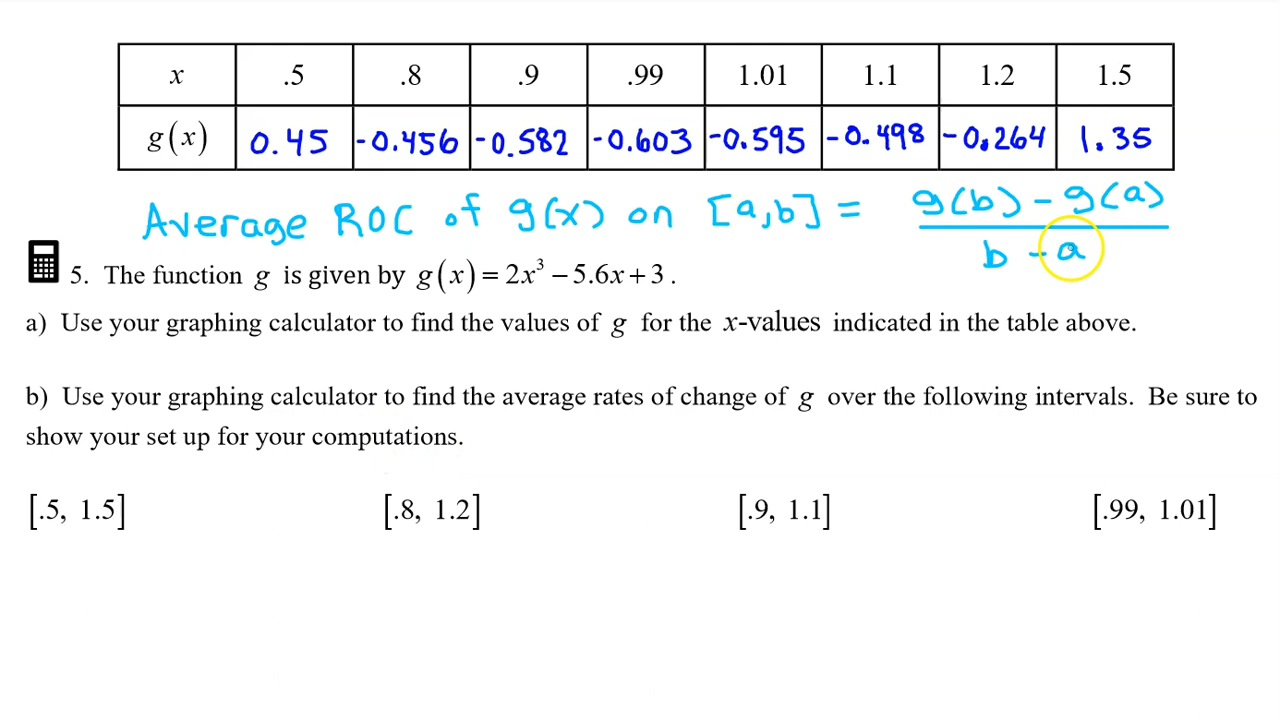 x .5 .8 .9 .99 1.01 1.1 1.2 1.5
g(x) 0.45 -0.456 -0.582 -0.603 -0.595 -0.498 -0.264 1.35
Average ROC of g(x) on [a,b] = g(b) - g(a) / b - a
5. The function g is given by g(x) = 2x³ − 5.6x + 3.
a) Use your graphing calculator to find the values of g for the x-values indicated in the table above.
b) Use your graphing calculator to find the average rates of change of g over the following intervals. Be sure to
show your set up for your computations.
[.5, 1.5] [.8, 1.2] [.9, 1.1] [.99, 1.01]